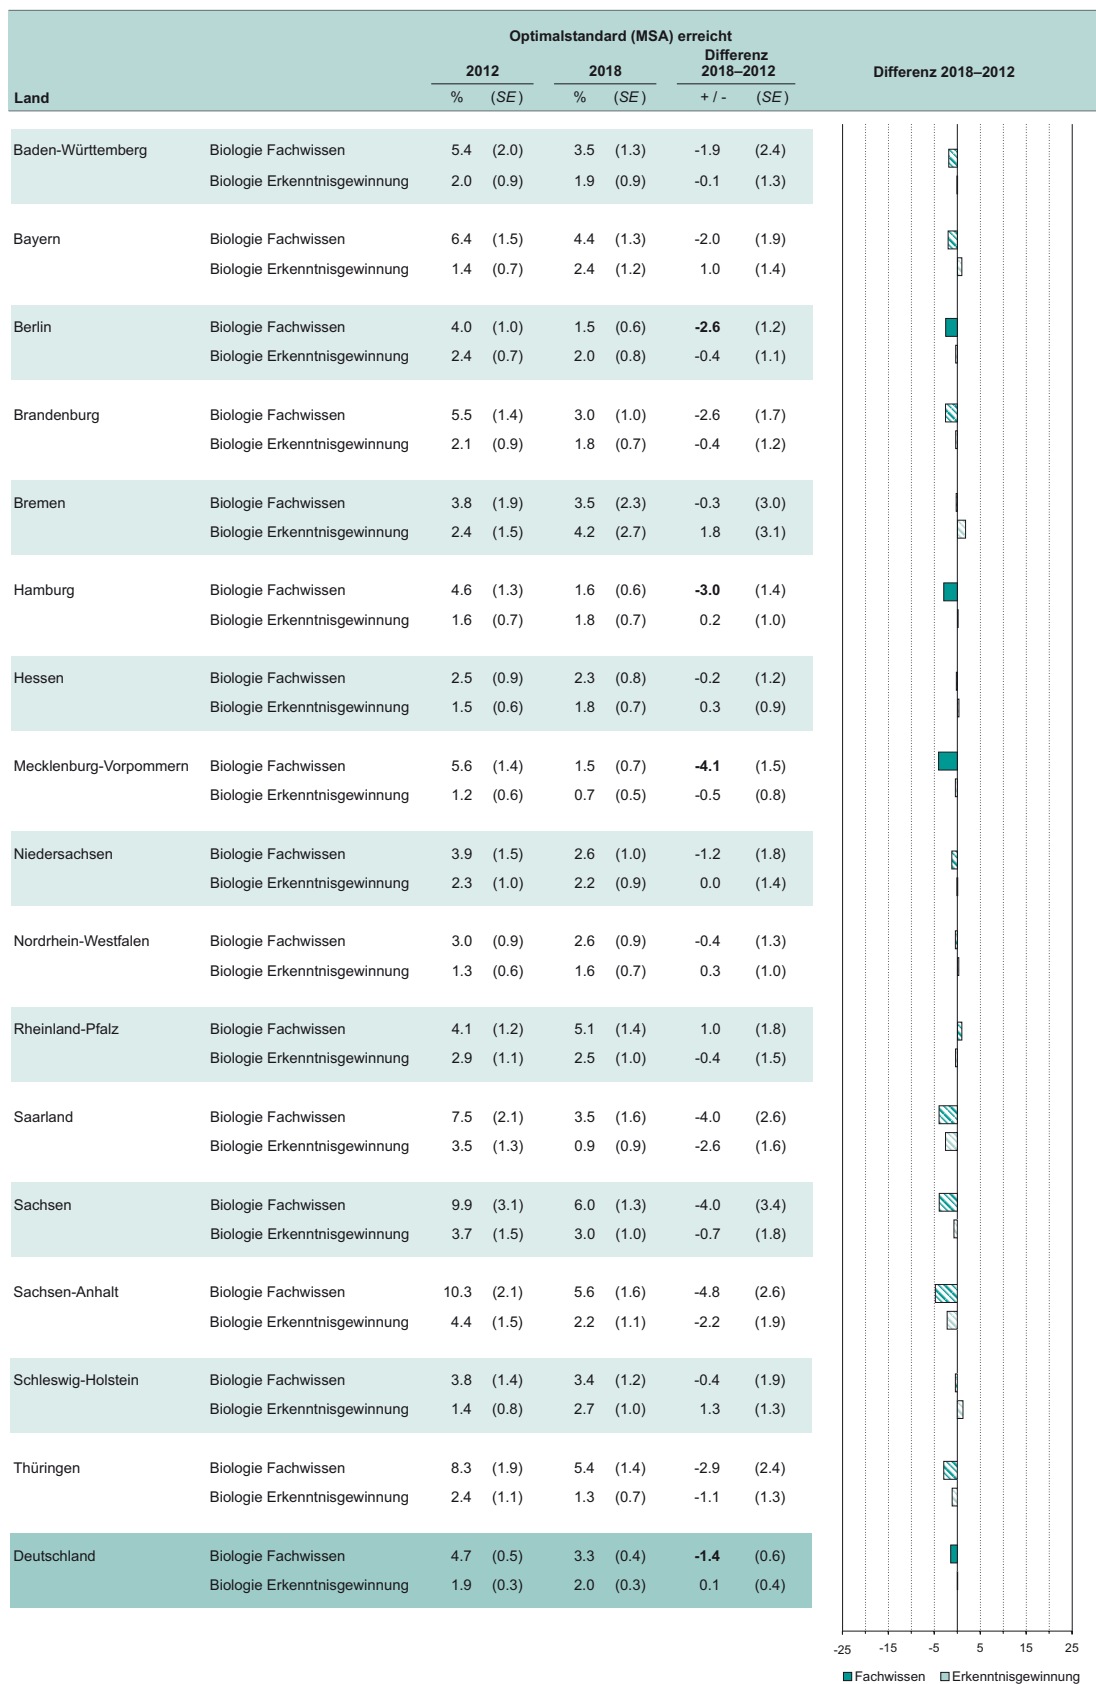 Optimalstandard (MSA) erreicht
2012 2018 Differenz 2018–2012 Differenz 2018–2012
Land % (SE) % (SE) + / - (SE)
Baden-Württemberg Biologie Fachwissen 5.4 (2.0) 3.5 (1.3) -1.9 (2.4)
Biologie Erkenntnisgewinnung 2.0 (0.9) 1.9 (0.9) -0.1 (1.3)
Bayern Biologie Fachwissen 6.4 (1.5) 4.4 (1.3) -2.0 (1.9)
Biologie Erkenntnisgewinnung 1.4 (0.7) 2.4 (1.2) 1.0 (1.4)
Berlin Biologie Fachwissen 4.0 (1.0) 1.5 (0.6) -2.6 (1.2)
Biologie Erkenntnisgewinnung 2.4 (0.7) 2.0 (0.8) -0.4 (1.1)
Brandenburg Biologie Fachwissen 5.5 (1.4) 3.0 (1.0) -2.6 (1.7)
Biologie Erkenntnisgewinnung 2.1 (0.9) 1.8 (0.7) -0.4 (1.2)
Bremen Biologie Fachwissen 3.8 (1.9) 3.5 (2.3) -0.3 (3.0)
Biologie Erkenntnisgewinnung 2.4 (1.5) 4.2 (2.7) 1.8 (3.1)
Hamburg Biologie Fachwissen 4.6 (1.3) 1.6 (0.6) -3.0 (1.4)
Biologie Erkenntnisgewinnung 1.6 (0.7) 1.8 (0.7) 0.2 (1.0)
Hessen Biologie Fachwissen 2.5 (0.9) 2.3 (0.8) -0.2 (1.2)
Biologie Erkenntnisgewinnung 1.5 (0.6) 1.8 (0.7) 0.3 (0.9)
Mecklenburg-Vorpommern Biologie Fachwissen 5.6 (1.4) 1.5 (0.7) -4.1 (1.5)
Biologie Erkenntnisgewinnung 1.2 (0.6) 0.7 (0.5) -0.5 (0.8)
Niedersachsen Biologie Fachwissen 3.9 (1.5) 2.6 (1.0) -1.2 (1.8)
Biologie Erkenntnisgewinnung 2.3 (1.0) 2.2 (0.9) 0.0 (1.4)
Nordrhein-Westfalen Biologie Fachwissen 3.0 (0.9) 2.6 (0.9) -0.4 (1.3)
Biologie Erkenntnisgewinnung 1.3 (0.6) 1.6 (0.7) 0.3 (1.0)
Rheinland-Pfalz Biologie Fachwissen 4.1 (1.2) 5.1 (1.4) 1.0 (1.8)
Biologie Erkenntnisgewinnung 2.9 (1.1) 2.5 (1.0) -0.4 (1.5)
Saarland Biologie Fachwissen 7.5 (2.1) 3.5 (1.6) -4.0 (2.6)
Biologie Erkenntnisgewinnung 3.5 (1.3) 0.9 (0.9) -2.6 (1.6)
Sachsen Biologie Fachwissen 9.9 (3.1) 6.0 (1.3) -4.0 (3.4)
Biologie Erkenntnisgewinnung 3.7 (1.5) 3.0 (1.0) -0.7 (1.8)
Sachsen-Anhalt Biologie Fachwissen 10.3 (2.1) 5.6 (1.6) -4.8 (2.6)
Biologie Erkenntnisgewinnung 4.4 (1.5) 2.2 (1.1) -2.2 (1.9)
Schleswig-Holstein Biologie Fachwissen 3.8 (1.4) 3.4 (1.2) -0.4 (1.9)
Biologie Erkenntnisgewinnung 1.4 (0.8) 2.7 (1.0) 1.3 (1.3)
Thüringen Biologie Fachwissen 8.3 (1.9) 5.4 (1.4) -2.9 (2.4)
Biologie Erkenntnisgewinnung 2.4 (1.1) 1.3 (0.7) -1.1 (1.3)
Deutschland Biologie Fachwissen 4.7 (0.5) 3.3 (0.4) -1.4 (0.6)
Biologie Erkenntnisgewinnung 1.9 (0.3) 2.0 (0.3) 0.1 (0.4)
-25 -15 -5 5 15 25
Fachwissen Erkenntnisgewinnung